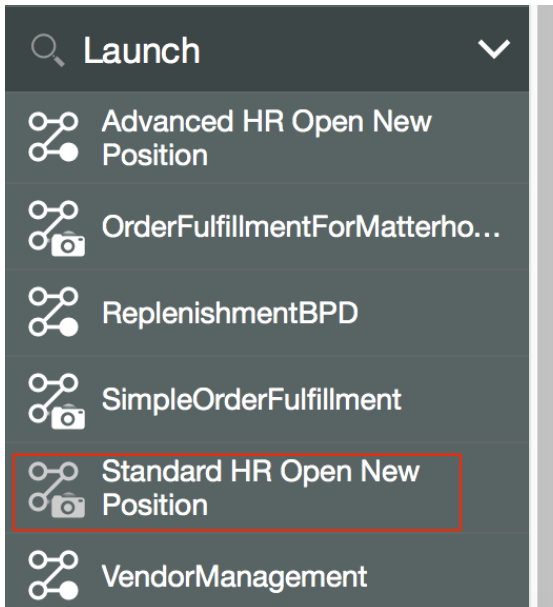 Launch
Advanced HR Open New
Position
OrderFulfillmentForMatterho...
ReplenishmentBPD
SimpleOrderFulfillment
Standard HR Open New
Position
VendorManagement